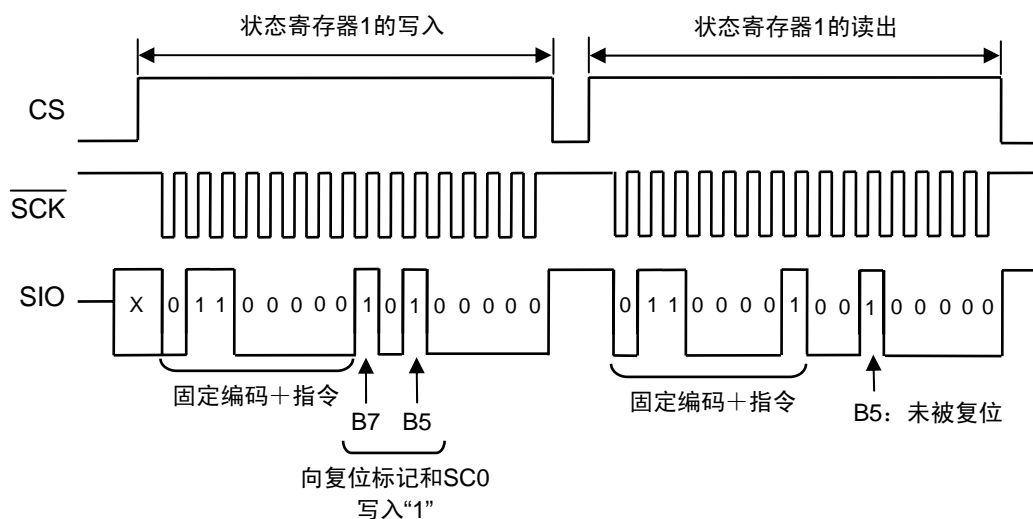 状态寄存器1的写入
状态寄存器1的读出
CS
SCK
SIO
X 0 1 1 0 0 0 0 0 1 0 1 0 0 0 0 0
0 1 1 0 0 0 0 1 0 0 1 0 0 0 0 0
固定编码+指令
B7 B5
向复位标记和SC0
写入“1”
固定编码+指令
B5：未被复位